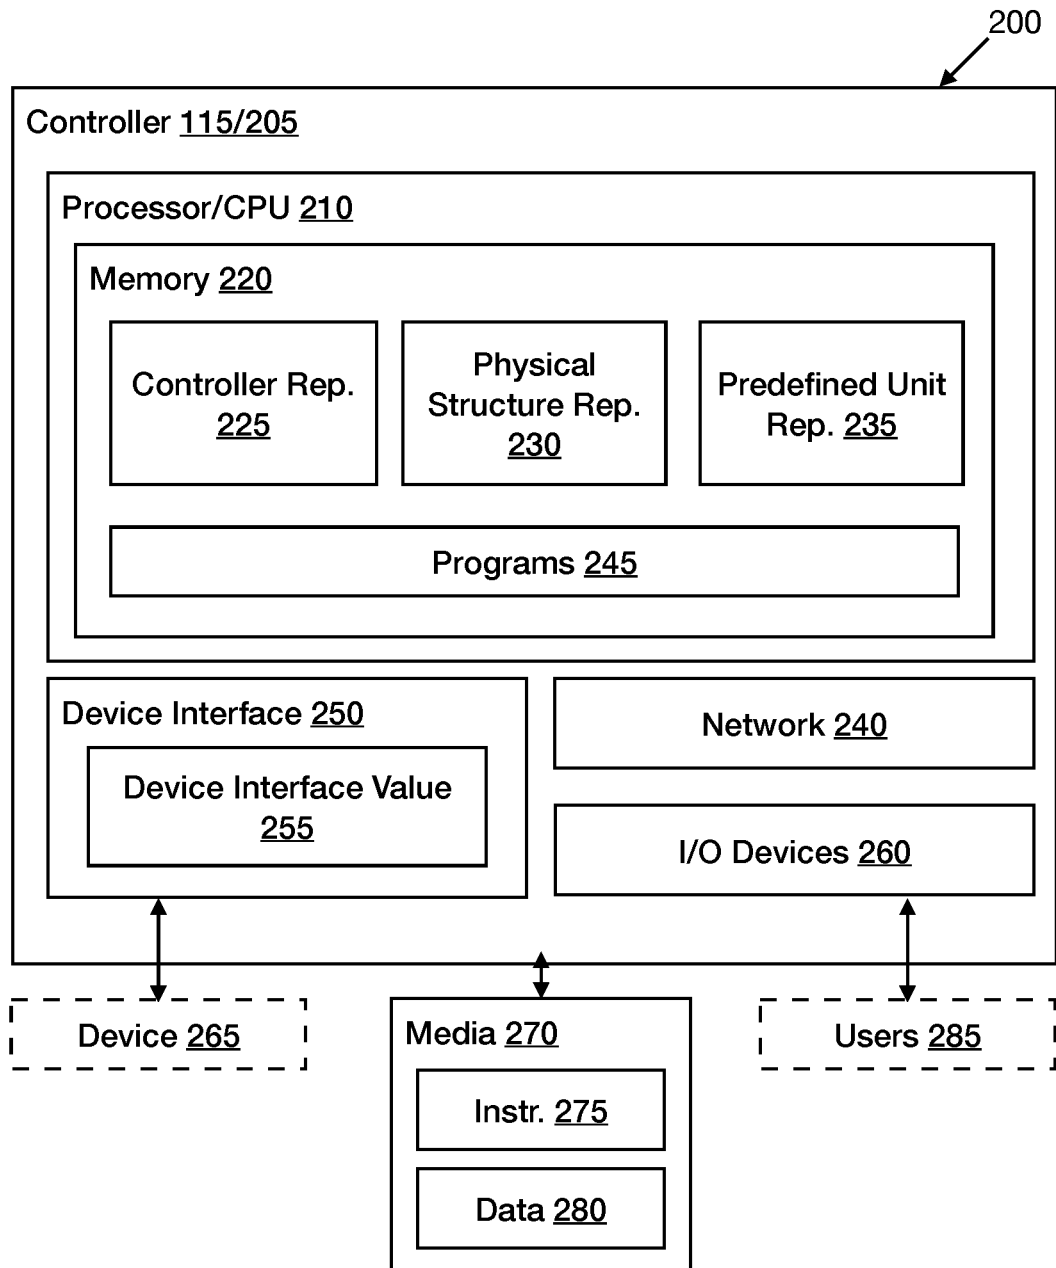 200
Controller 115/205
Processor/CPU 210
Memory 220
Controller Rep.
225
Physical
Structure Rep.
230
Predefined Unit
Rep. 235
Programs 245
Device Interface 250
Device Interface Value
255
Network 240
I/O Devices 260
Device 265
Media 270
Instr. 275
Data 280
Users 285